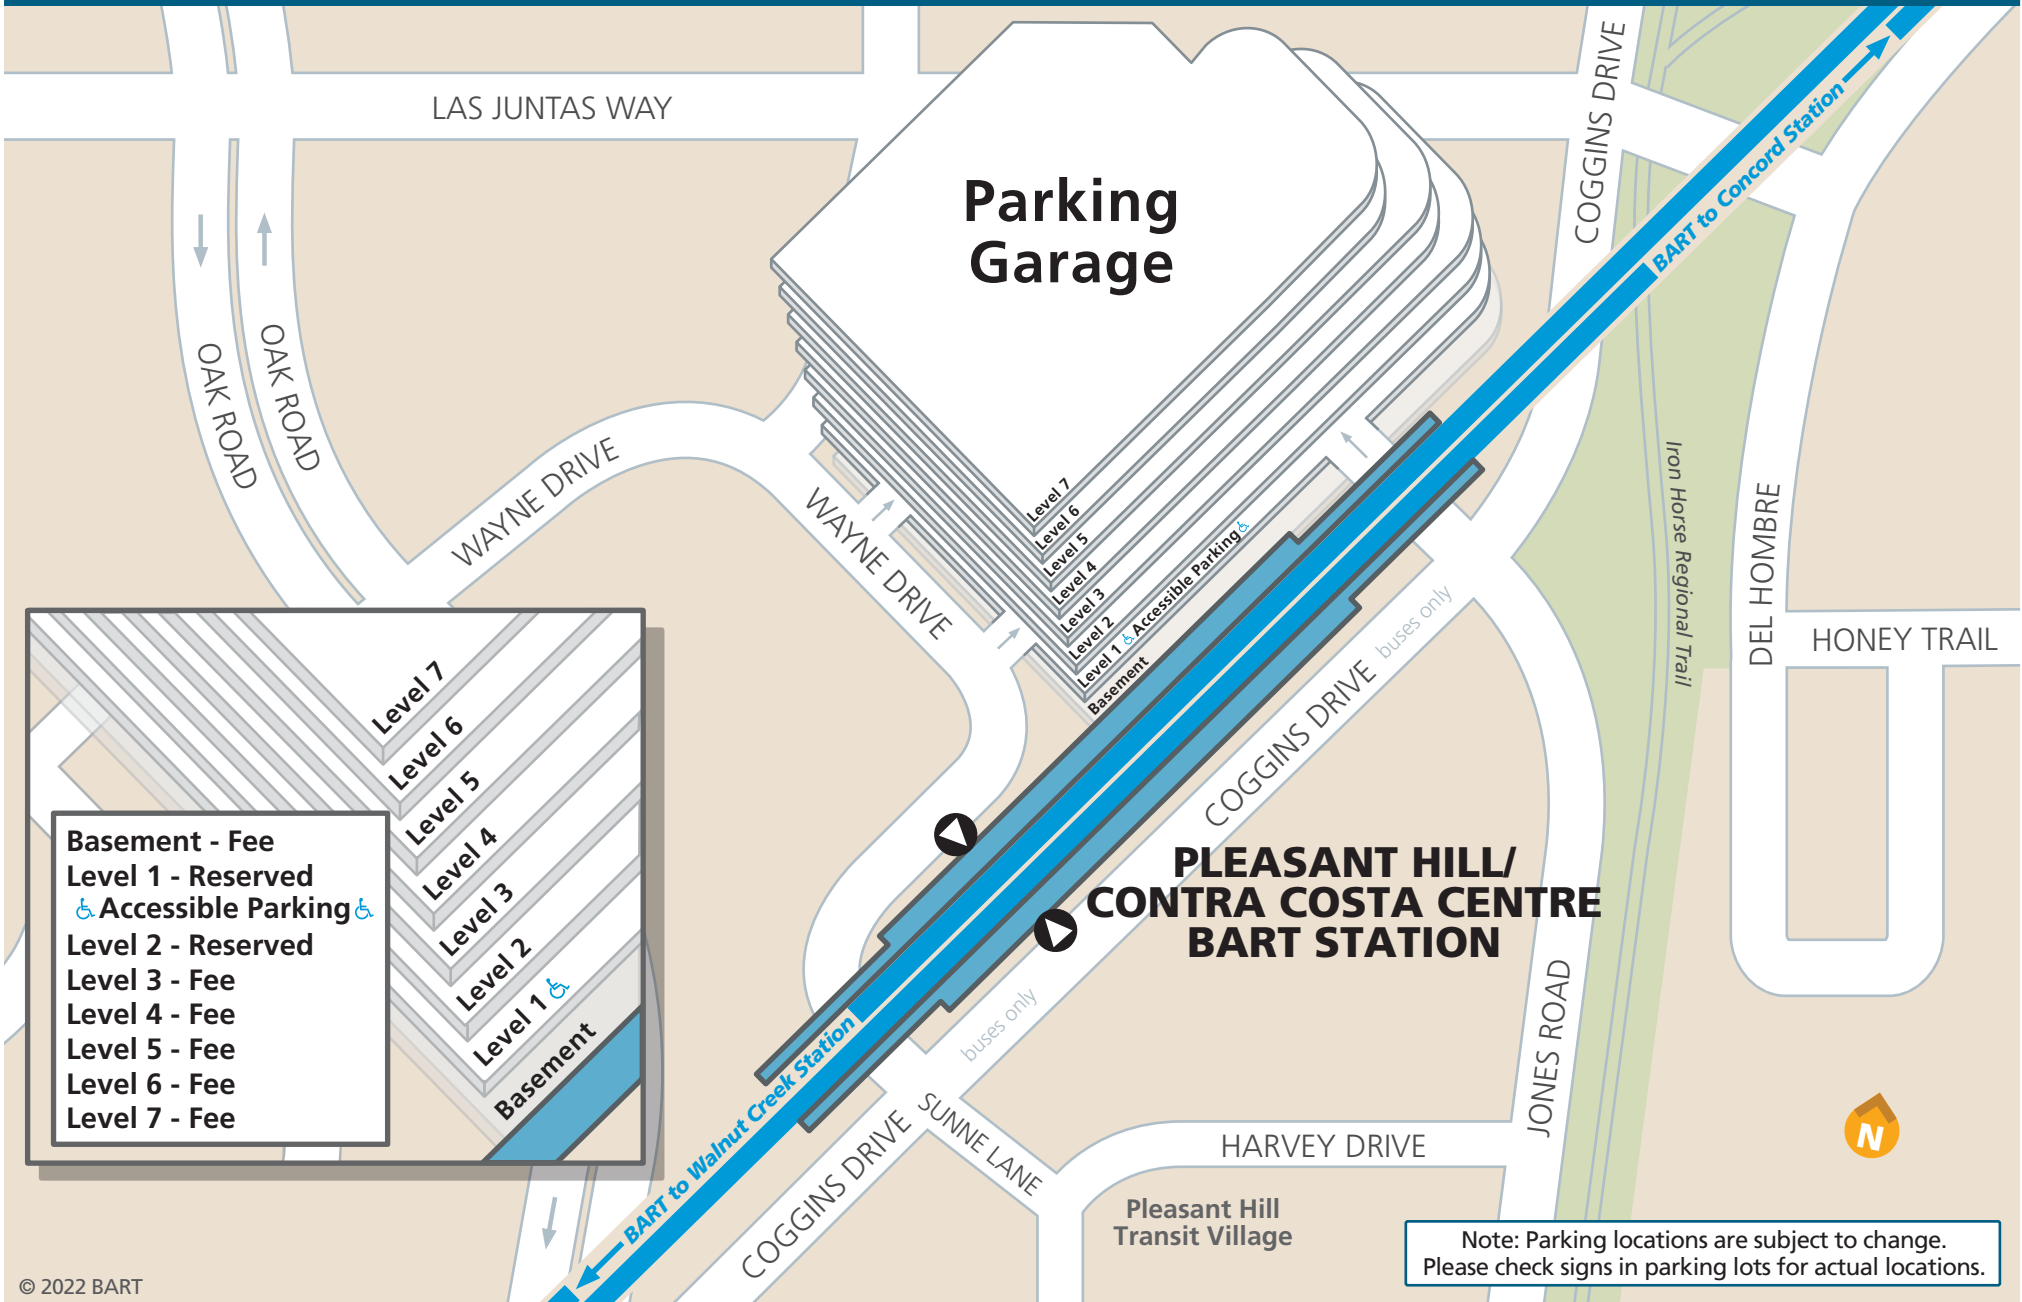 LAS JUNTAS WAY
COGGINS DRIVE
BART to Concord Station
Parking
Garage
OAK ROAD
OAK ROAD
WAYNE DRIVE
WAYNE DRIVE
Level 7
Level 6
Level 5
Level 4
Level 3
Level 2
Level 1 Accessible Parking
Basement
Iron Horse Regional Trail
DEL HOMBRE
HONEY TRAIL
buses only
COGGINS DRIVE
Level 7
Level 6
Level 5
Level 4
Level 3
Level 2
Level 1
Basement
Basement - Fee
Level 1 - Reserved
Accessible Parking
Level 2 - Reserved
Level 3 - Fee
Level 4 - Fee
Level 5 - Fee
Level 6 - Fee
Level 7 - Fee
PLEASANT HILL/
CONTRA COSTA CENTRE
BART STATION
buses only
BART to Walnut Creek Station
COGGINS DRIVE
SUNNE LANE
HARVEY DRIVE
JONES ROAD
N
Pleasant Hill
Transit Village
Note: Parking locations are subject to change.
Please check signs in parking lots for actual locations.
© 2022 BART